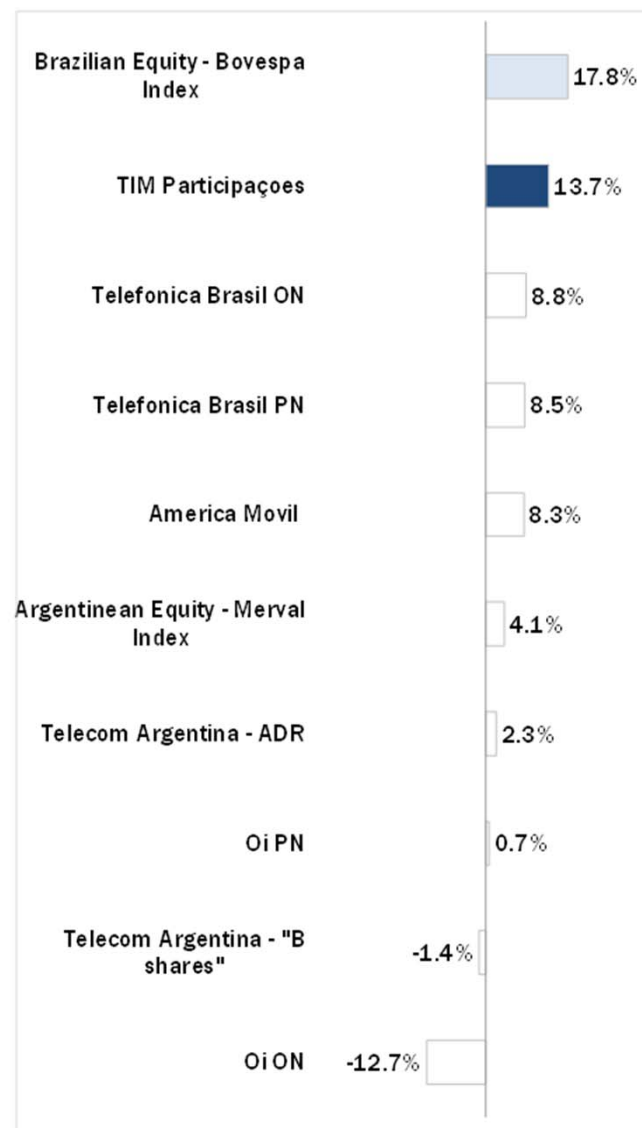 Brazilian Equity - Bovespa
Index
17.8%
TIM Participaçoes
13.7%
Telefonica Brasil ON
8.8%
Telefonica Brasil PN
8.5%
America Movil
8.3%
Argentinean Equity - Merval
Index
4.1%
Telecom Argentina - ADR
2.3%
Oi PN
0.7%
Telecom Argentina - "B
shares"
-1.4%
Oi ON
-12.7%